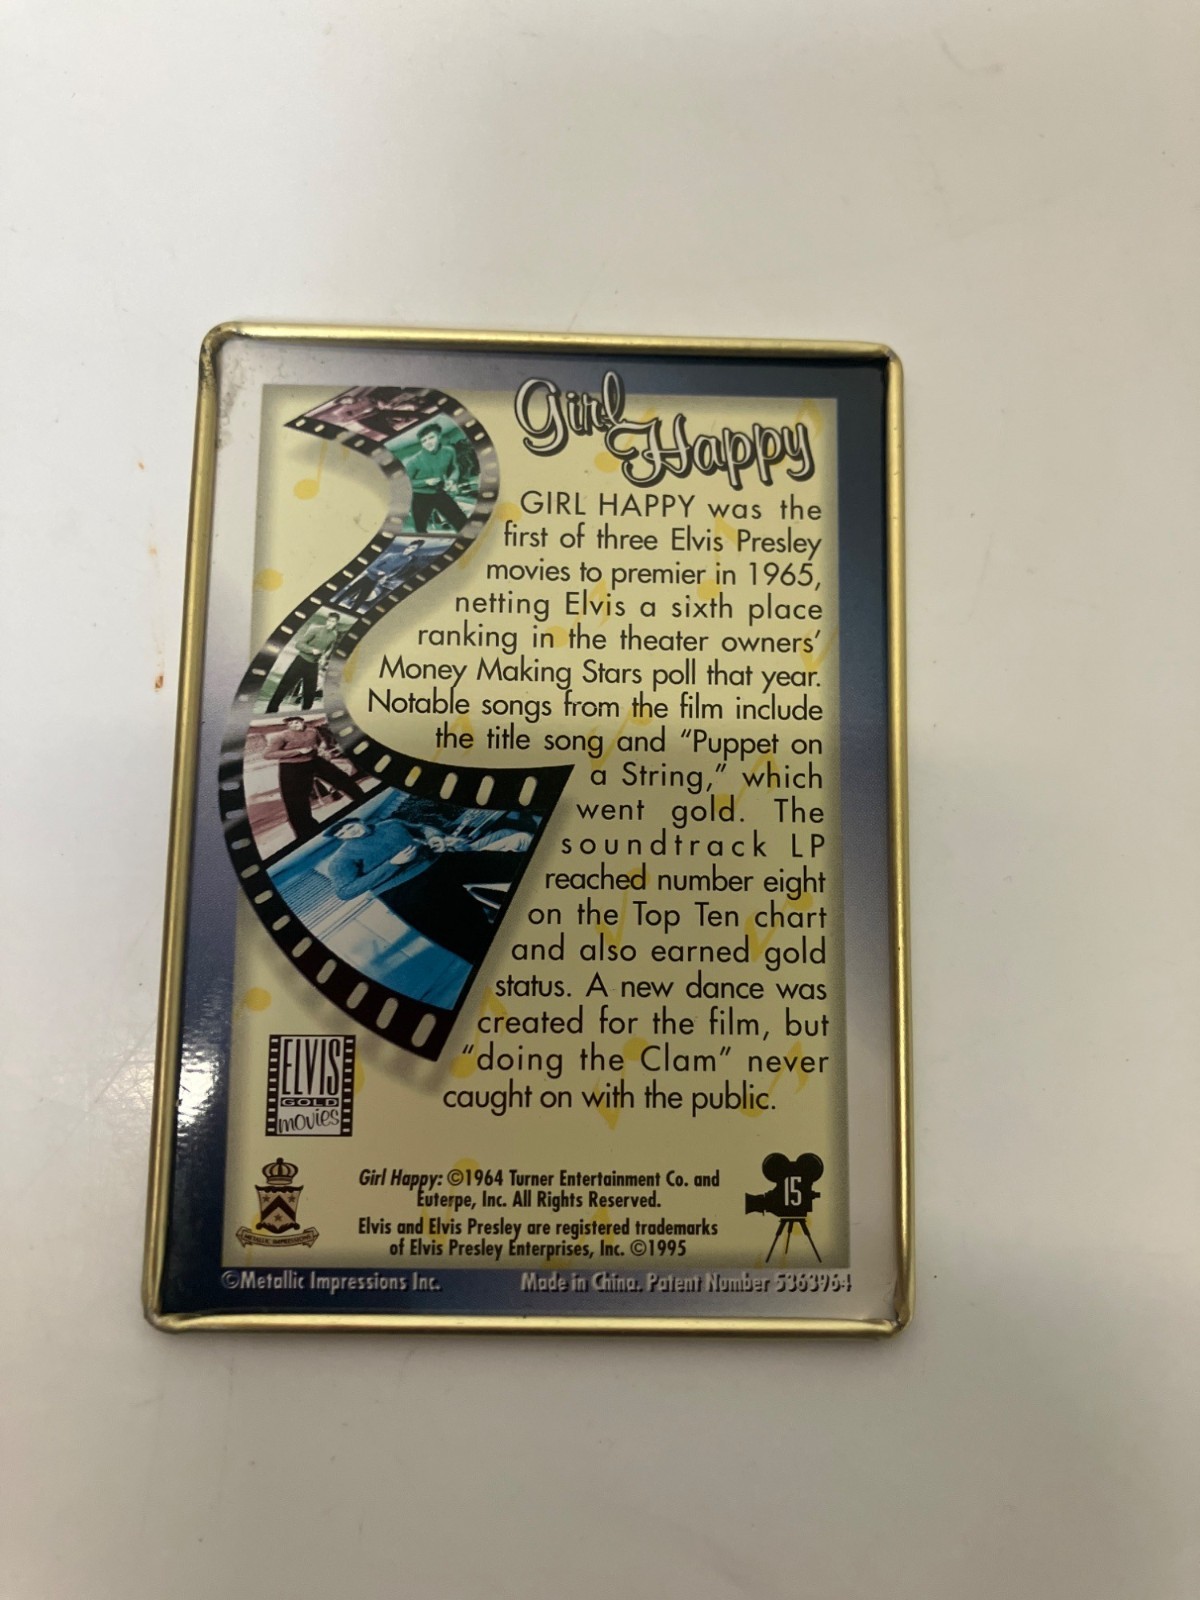 Girl
Happy
GIRL HAPPY was the
first of three Elvis Presley
movies to premier in 1965,
netting Elvis a sixth place
ranking in the theater owners'
Money Making Stars poll that year.
Notable songs from the film include
the title song and "Puppet on
a String," which
went gold. The
soundtrack LP
reached number eight
on the Top Ten chart
and also earned gold
status. A new dance was
created for the film, but
"doing the Clam" never
caught on with the public.
ELVIS
GOLD
movies
Girl Happy: ©1964 Turner Entertainment Co. and
Euterpe, Inc. All Rights Reserved.
Elvis and Elvis Presley are registered trademarks
of Elvis Presley Enterprises, Inc. ©1995
METALLIC IMPRESSIONS
15
©Metallic Impressions Inc.
Made in China. Patent Number 5363964